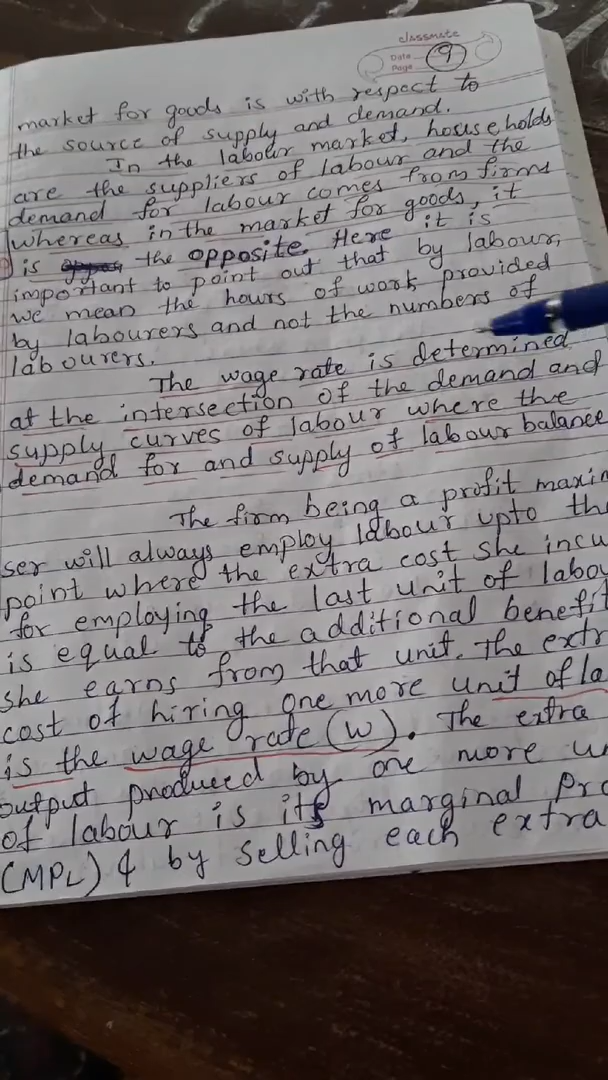 classmate
Date
Page 9
market for goods is with respect to
the source of supply and demand.
In the labour market, households
are the suppliers of labour and the
demand for labour comes from firms
whereas in the market for goods, it
is the opposite. Here it is
important to point out that by labour,
we mean the hours of work provided
by labourers and not the numbers of
labourers.
The wage rate is determined
at the intersection of the demand and
supply curves of labour where the
demand for and supply of labour balance
The firm being a profit maxim
ser will always employ labour upto the
point where the extra cost she incu
for employing the last unit of labou
is equal to the additional benefit
she earns from that unit. The extr
cost of hiring one more unit of la
is the wage rate (W). The extra
output produced by one more un
of labour is its marginal pro
(MPL) & by selling each extra